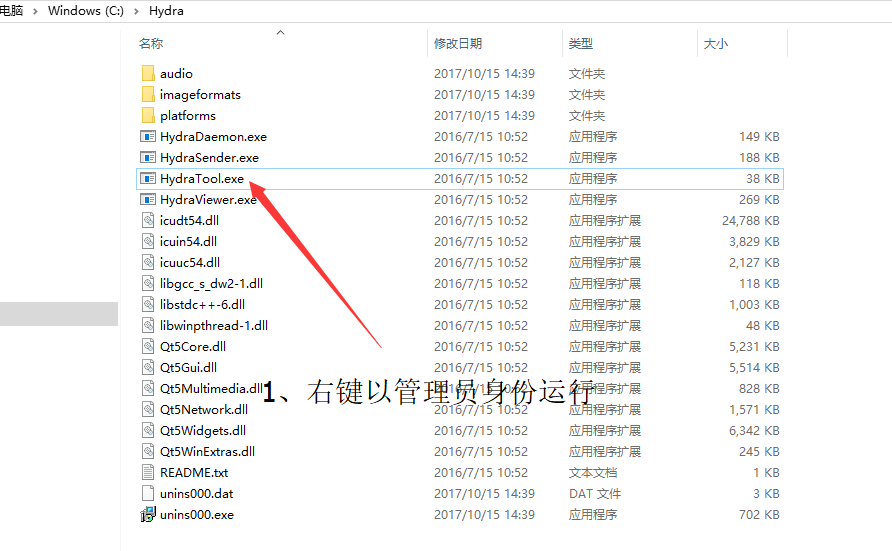 电脑 > Windows (C:) > Hydra
名称 修改日期 类型 大小
audio 2017/10/15 14:39 文件夹
imageformats 2017/10/15 14:39 文件夹
platforms 2017/10/15 14:39 文件夹
HydraDaemon.exe 2016/7/15 10:52 应用程序 149 KB
HydraSender.exe 2016/7/15 10:52 应用程序 188 KB
HydraTool.exe 2016/7/15 10:52 应用程序 38 KB
HydraViewer.exe 2016/7/15 10:52 应用程序 269 KB
icudt54.dll 2016/7/15 10:52 应用程序扩展 24,788 KB
icuin54.dll 2016/7/15 10:52 应用程序扩展 3,829 KB
icuuc54.dll 2016/7/15 10:52 应用程序扩展 2,127 KB
libgcc_s_dw2-1.dll 2016/7/15 10:52 应用程序扩展 118 KB
libstdc++-6.dll 2016/7/15 10:52 应用程序扩展 1,003 KB
libwinpthread-1.dll 2016/7/15 10:52 应用程序扩展 48 KB
Qt5Core.dll 2016/7/15 10:52 应用程序扩展 5,231 KB
Qt5Gui.dll 2016/7/15 10:52 应用程序扩展 5,514 KB
Qt5Multimedia.dll 2016/7/15 10:52 应用程序扩展 828 KB
1、右键以管理员身份运行
Qt5Network.dll 2016/7/15 10:52 应用程序扩展 1,571 KB
Qt5Widgets.dll 2016/7/15 10:52 应用程序扩展 6,342 KB
Qt5WinExtras.dll 2016/7/15 10:52 应用程序扩展 245 KB
README.txt 2016/7/15 10:52 文本文档 1 KB
unins000.dat 2017/10/15 14:39 DAT 文件 3 KB
unins000.exe 2017/10/15 14:39 应用程序 702 KB